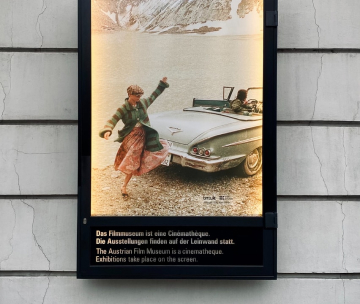 Das Filmmuseum ist eine Cinémathèque.
Die Ausstellungen finden auf der Leinwand statt.
The Austrian Film Museum is a cinematheque.
Exhibitions take place on the screen.